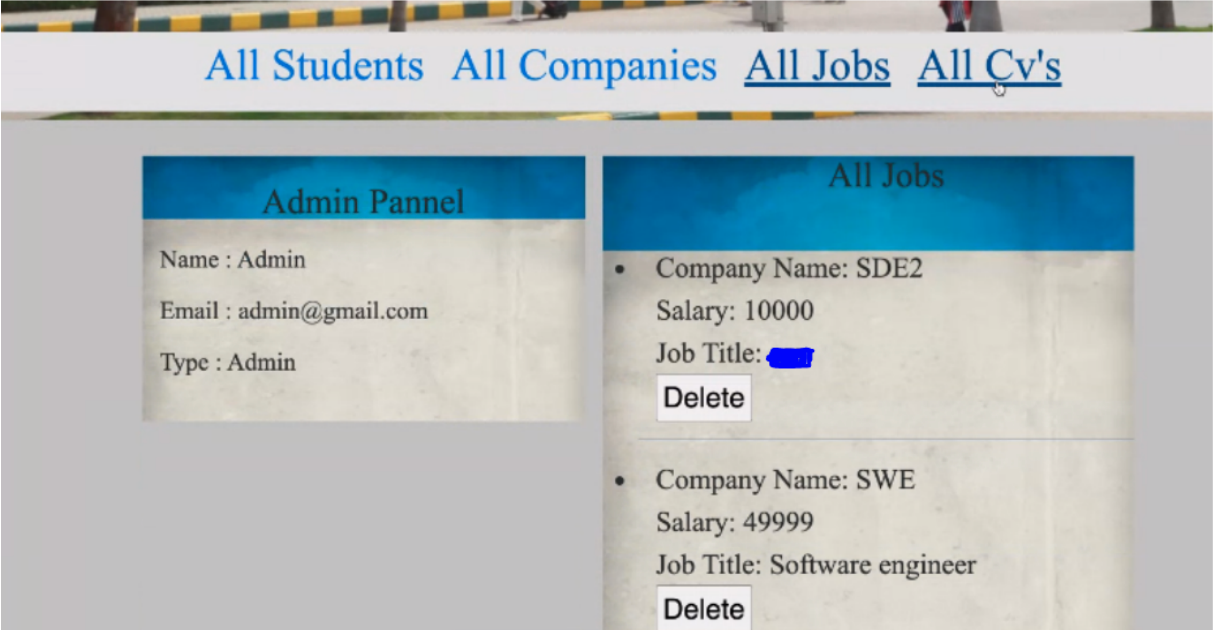 All Students All Companies All Jobs All Cv's
Admin Pannel
Name : Admin
Email : admin@gmail.com
Type : Admin
All Jobs
Company Name: SDE2
Salary: 10000
Job Title:
Delete
Company Name: SWE
Salary: 49999
Job Title: Software engineer
Delete